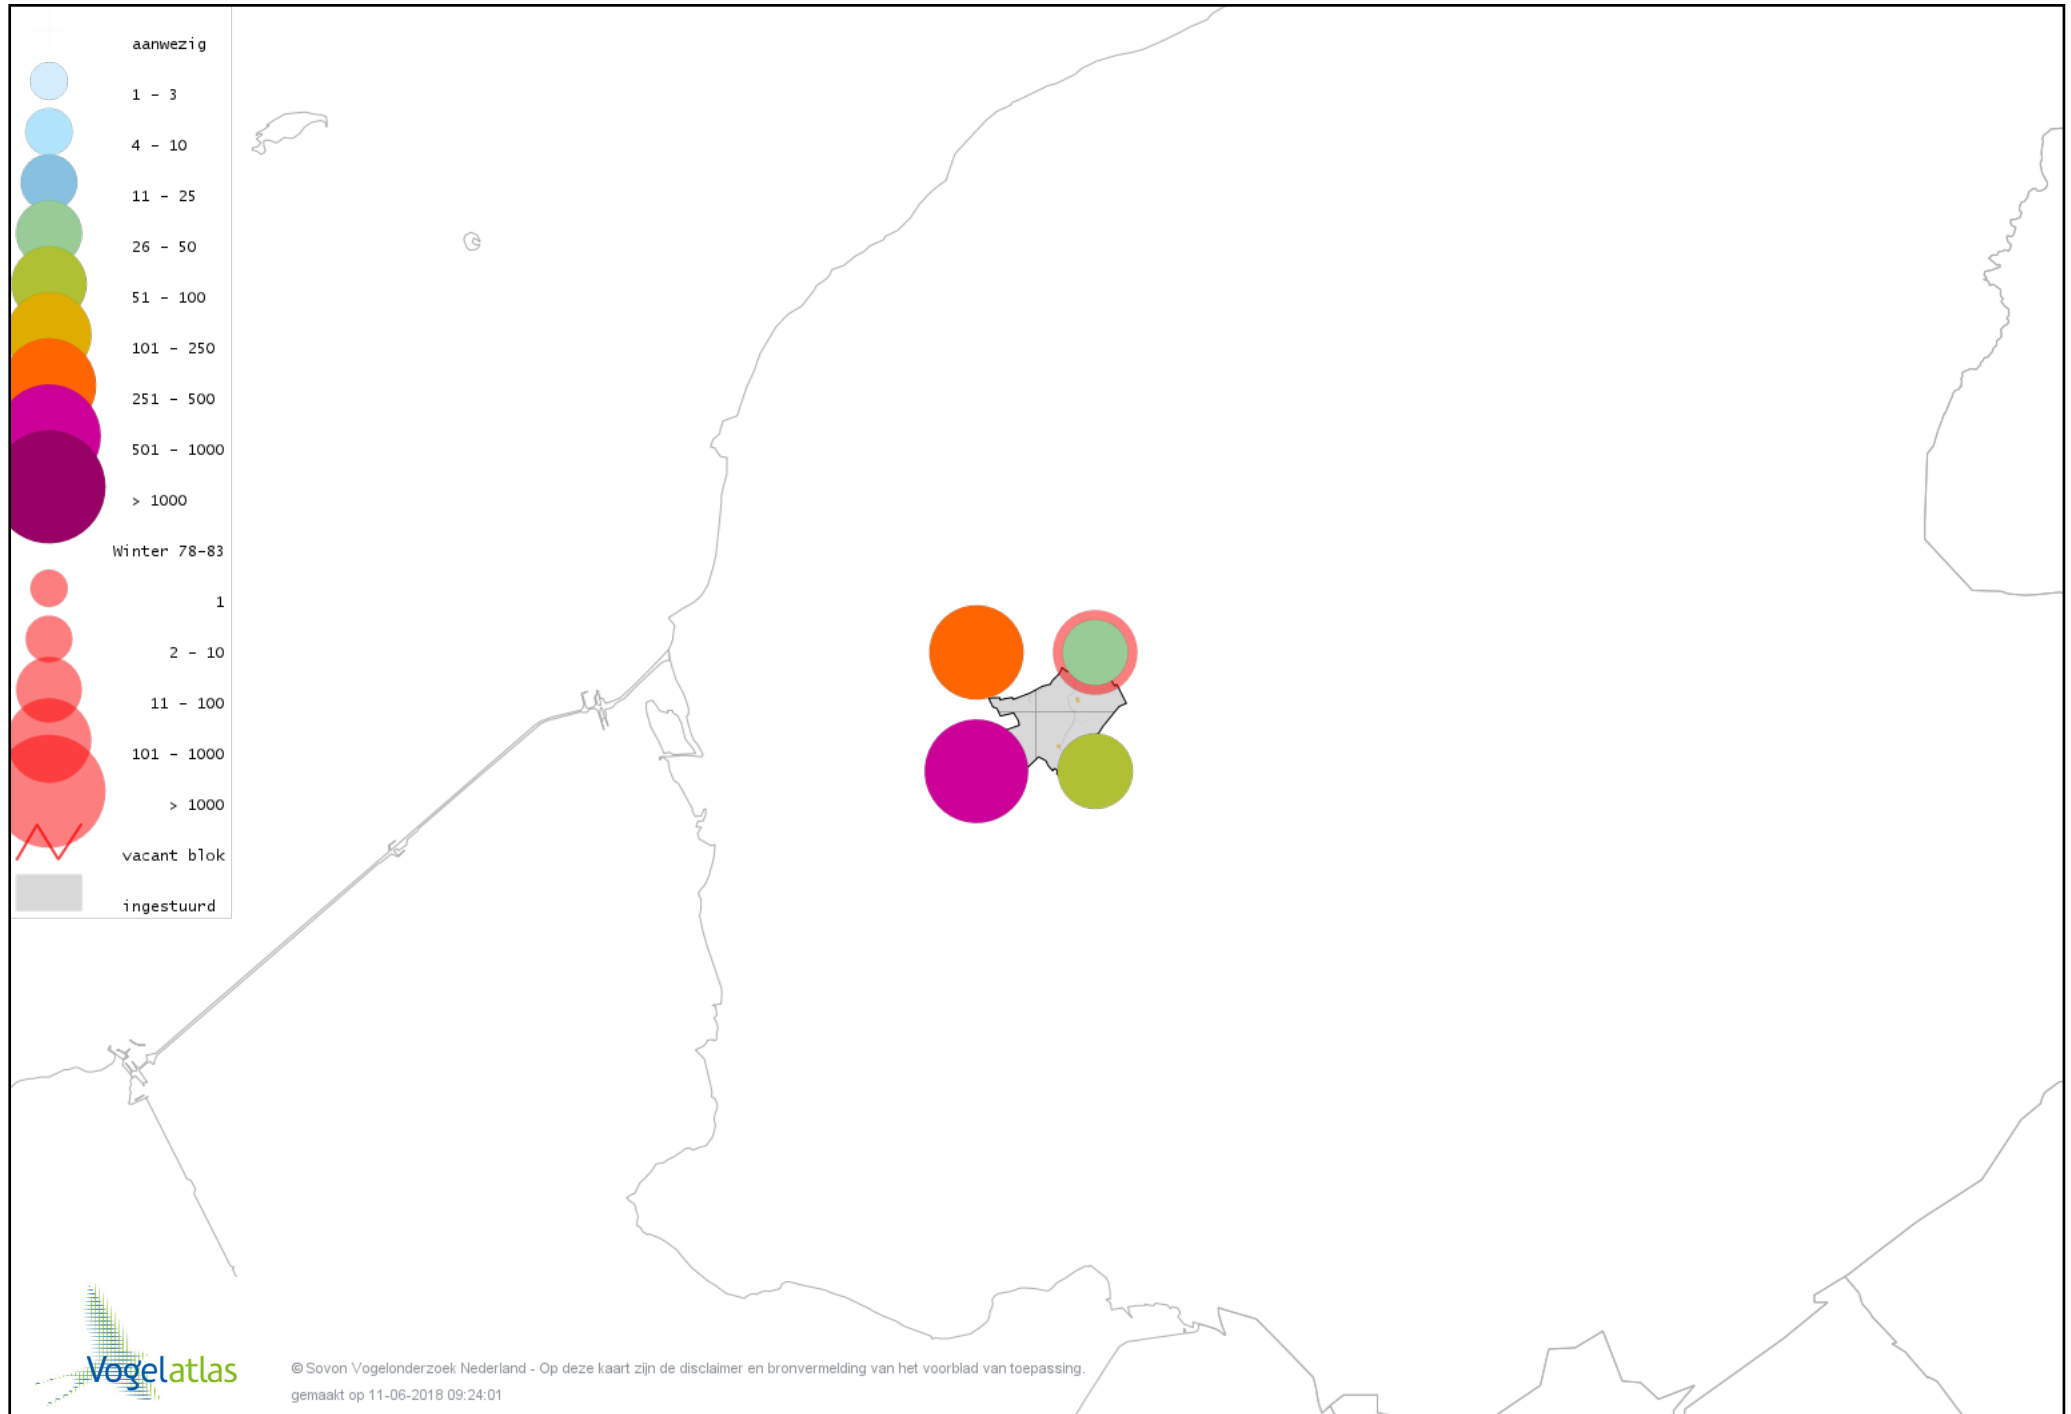 aanwezig
1 - 3
4 - 10
11 - 25
26 - 50
51 - 100
101 - 250
251 - 500
501 - 1000
> 1000
Winter 78-83
1
2 - 10
11 - 100
101 - 1000
> 1000
vacant blok
ingestuurd
Vogelatlas
© Sovon Vogelonderzoek Nederland - Op deze kaart zijn de disclaimer en bronvermelding van het voorblad van toepassing.
gemaakt op 11-06-2018 09:24:01